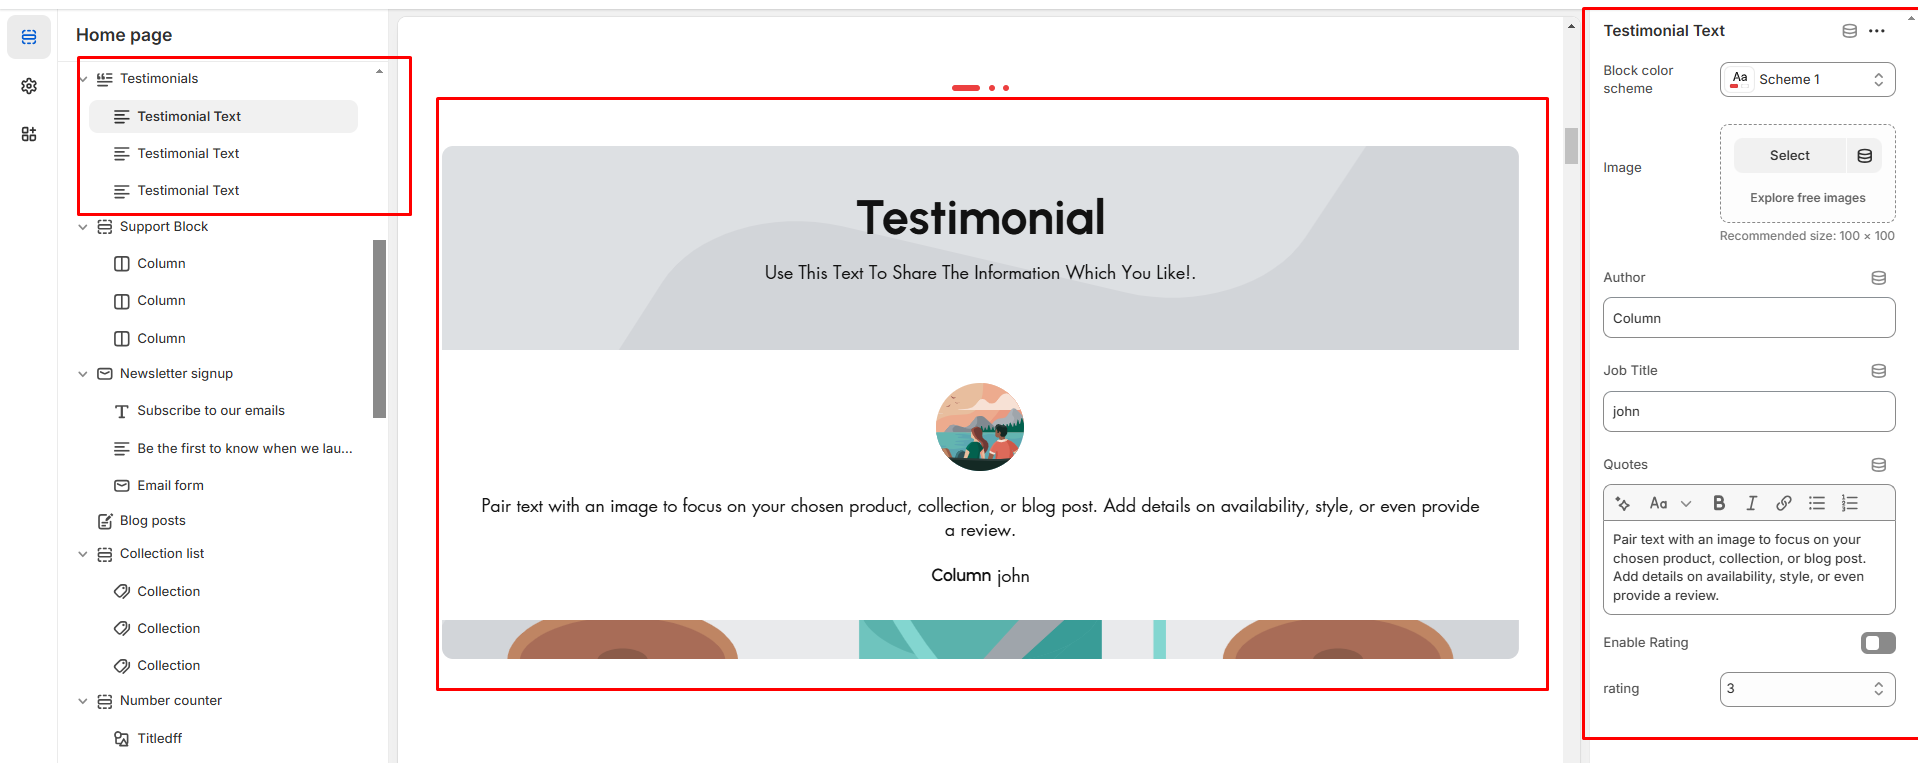 Home page
Testimonials
Testimonial Text
Testimonial Text
Testimonial Text
Support Block
Column
Column
Column
Newsletter signup
Subscribe to our emails
Be the first to know when we lau...
Email form
Blog posts
Collection list
Collection
Collection
Collection
Number counter
Titledff
Testimonial
Use This Text To Share The Information Which You Like!.
Pair text with an image to focus on your chosen product, collection, or blog post. Add details on availability, style, or even provide
a review.
Column john
Testimonial Text
Block color
scheme
Aa
Scheme 1
Image
Select
Explore free images
Recommended size: 100 × 100
Author
Column
Job Title
john
Quotes
Aa B I
Pair text with an image to focus on your
chosen product, collection, or blog post.
Add details on availability, style, or even
provide a review.
Enable Rating
rating
3